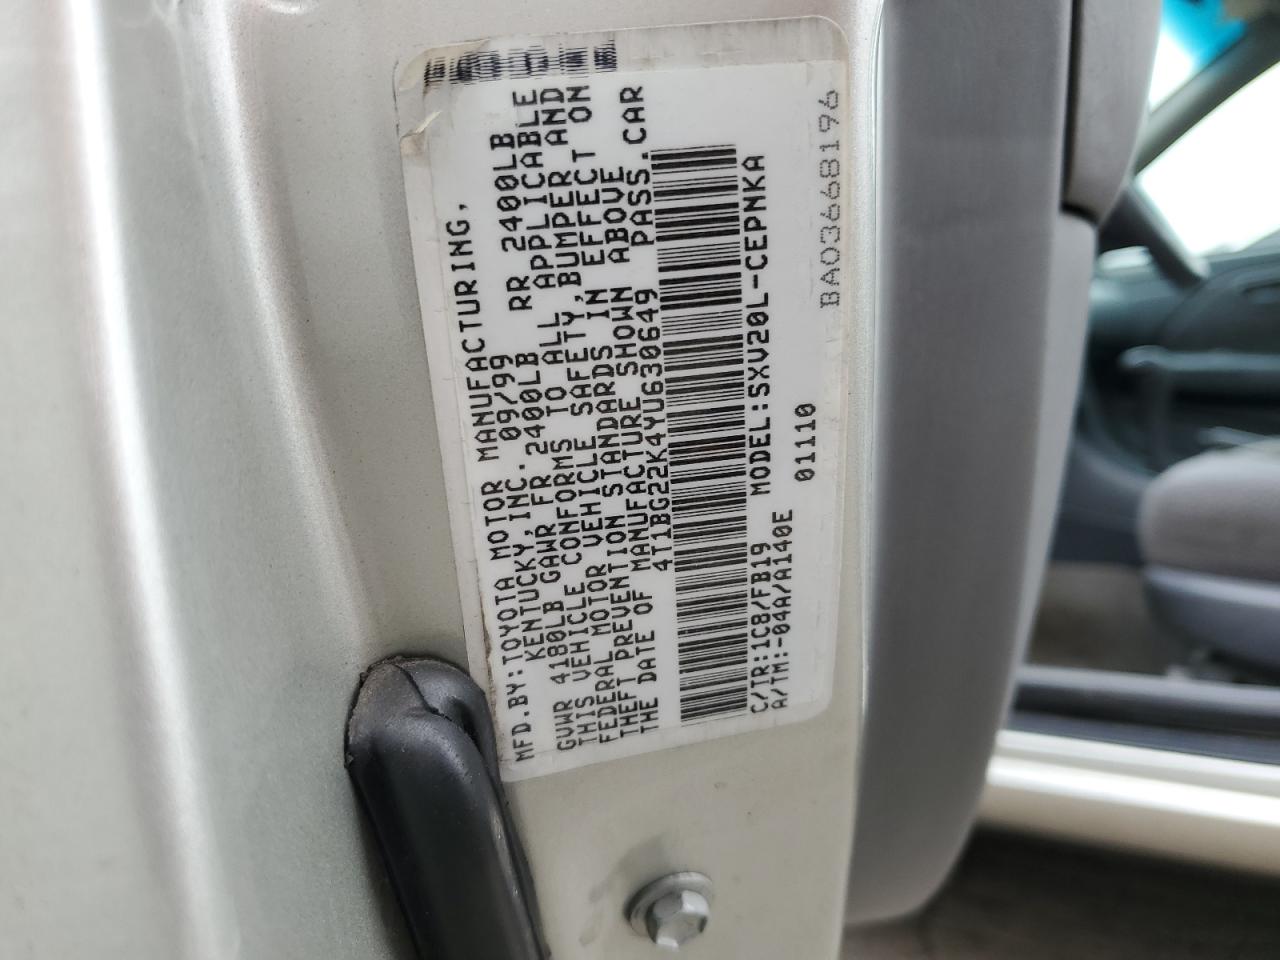 MFD.BY:TOYOTA MOTOR MANUFACTURING,
KENTUCKY,INC. 09/99
GVWR 4180LB GAWR FR 2400LB RR 2400LB
THIS VEHICLE CONFORMS TO ALL APPLICABLE
FEDERAL MOTOR VEHICLE SAFETY,BUMPER AND
THEFT PREVENTION STANDARDS IN EFFECT ON
THE DATE OF MANUFACTURE SHOWN ABOVE
4T1BG22K4YU630649 PASS.CAR
C/TR:1C8/FB19 MODEL:SXV20L-CEPNKA
A/TM:-04A/A140E
01110
BA03668196